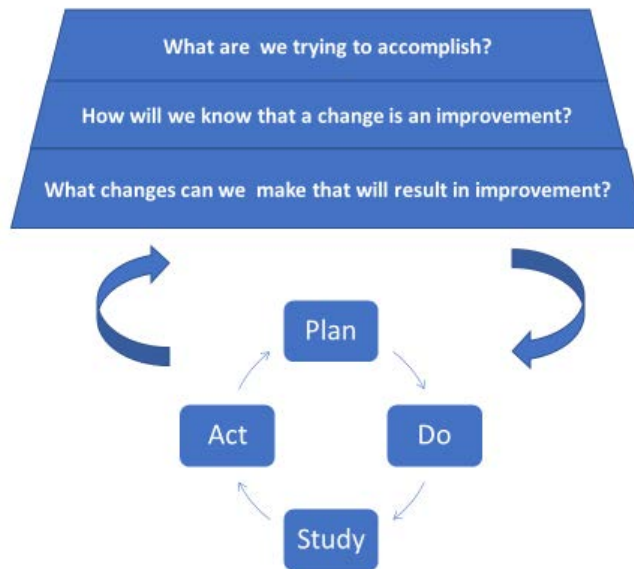 What are we trying to accomplish?
How will we know that a change is an improvement?
What changes can we make that will result in improvement?
Plan
Act
Do
Study